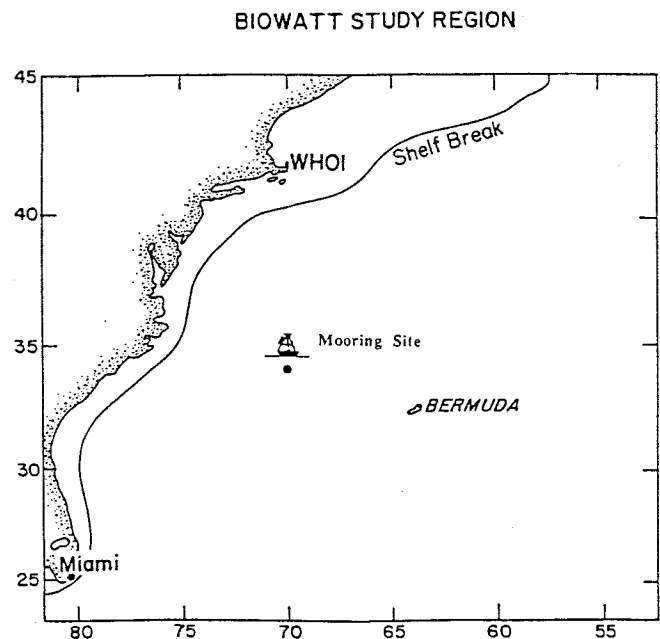 BIOWATT STUDY REGION
45
WHOI
Shelf Break
40
35
Mooring Site
BERMUDA
30
Miami
25
80 75 70 65 60 55